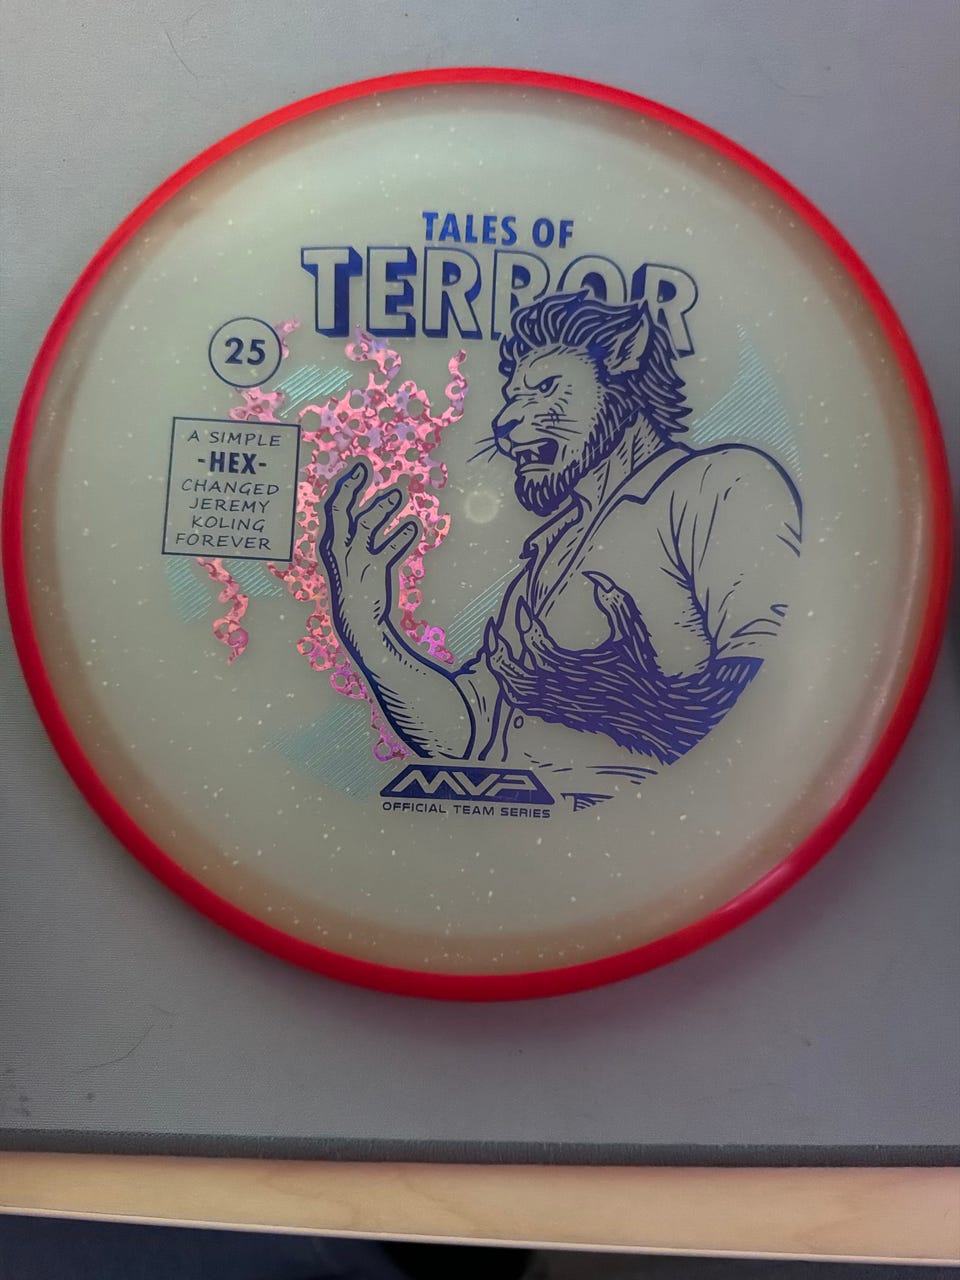 TALES OF
TERROR
25
A SIMPLE
-HEX-
CHANGED
JEREMY
KOLING
FOREVER
MVP
OFFICIAL TEAM SERIES